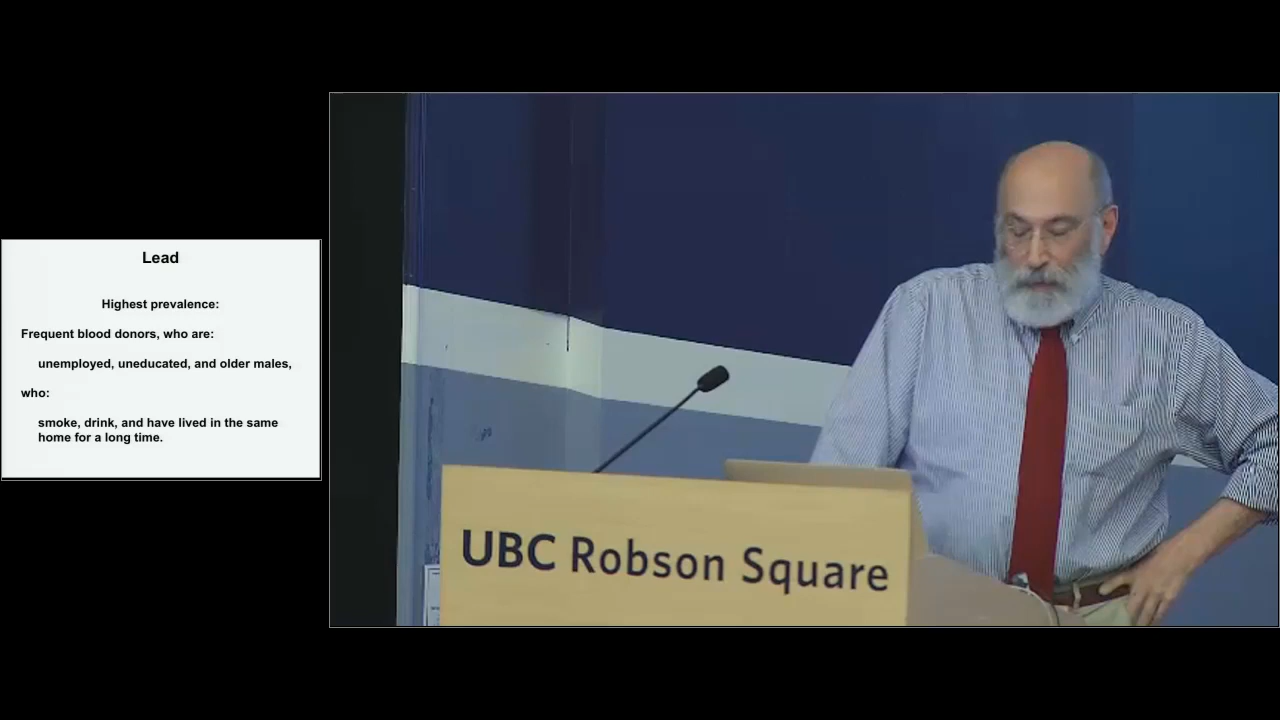 Lead
Highest prevalence:
Frequent blood donors, who are:
unemployed, uneducated, and older males,
who:
smoke, drink, and have lived in the same
home for a long time.
UBC Robson Square